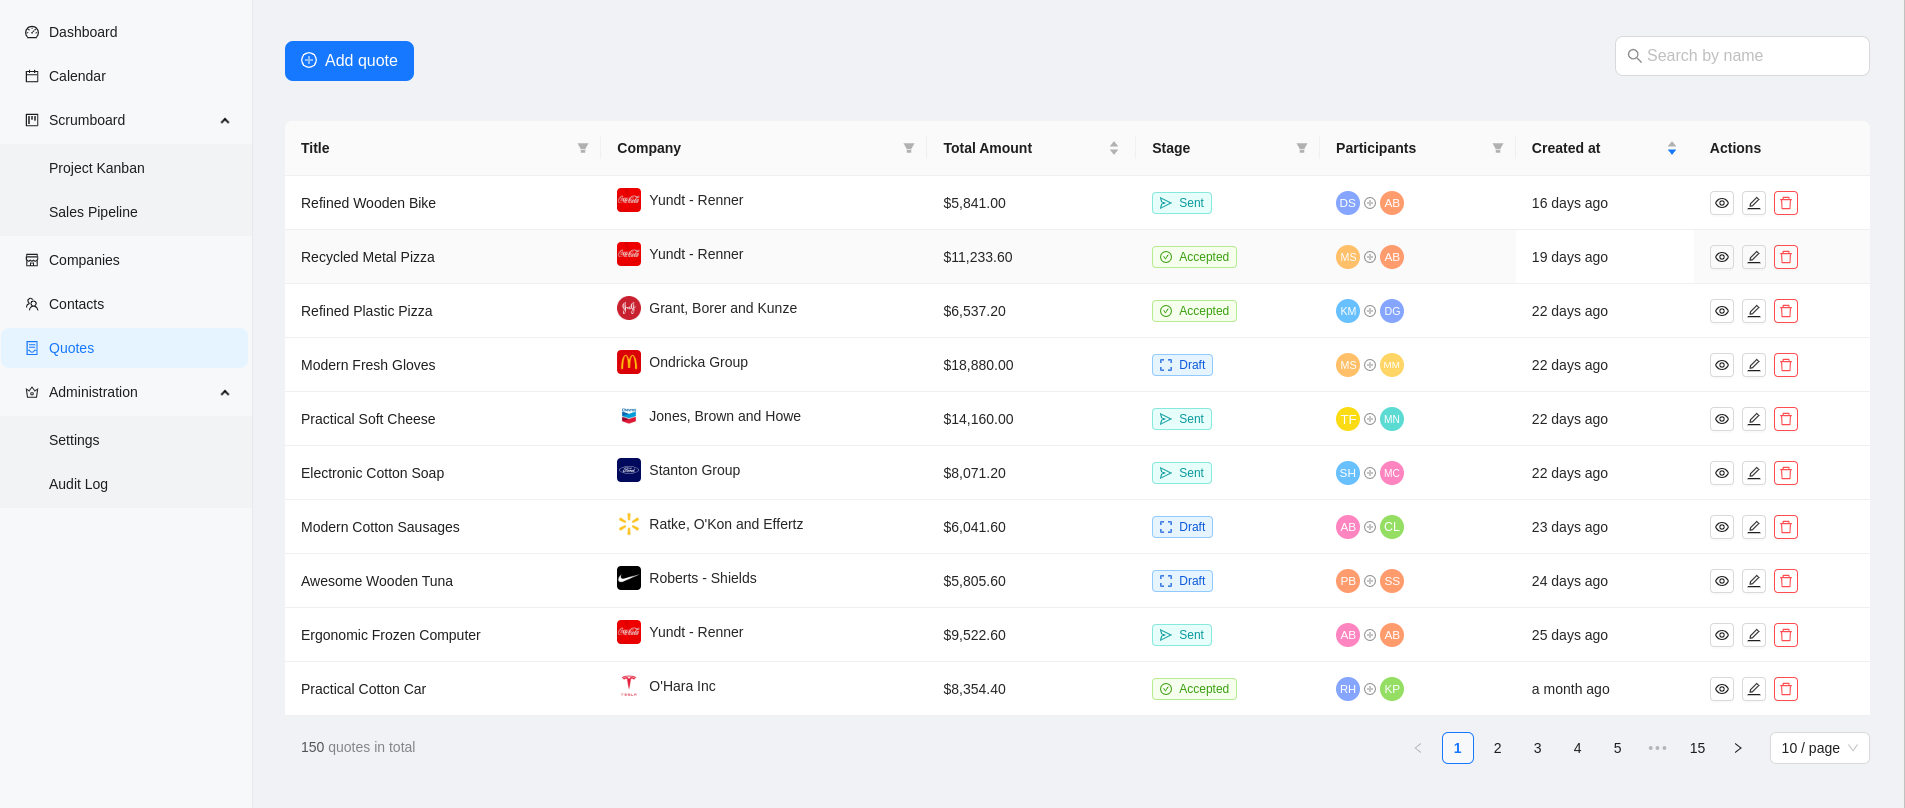 Dashboard
Calendar
Scrumboard
Project Kanban
Sales Pipeline
Companies
Contacts
Quotes
Administration
Settings
Audit Log
Add quote
Search by name
Title Company Total Amount Stage Participants Created at Actions
Refined Wooden Bike Yundt - Renner $5,841.00 Sent DS AB 16 days ago
Recycled Metal Pizza Yundt - Renner $11,233.60 Accepted MS AB 19 days ago
Refined Plastic Pizza Grant, Borer and Kunze $6,537.20 Accepted KM DG 22 days ago
Modern Fresh Gloves Ondricka Group $18,880.00 Draft MS MM 22 days ago
Practical Soft Cheese Jones, Brown and Howe $14,160.00 Sent TF MN 22 days ago
Electronic Cotton Soap Stanton Group $8,071.20 Sent SH MC 22 days ago
Modern Cotton Sausages Ratke, O'Kon and Effertz $6,041.60 Draft AB CL 23 days ago
Awesome Wooden Tuna Roberts - Shields $5,805.60 Draft PB SS 24 days ago
Ergonomic Frozen Computer Yundt - Renner $9,522.60 Sent AB AB 25 days ago
Practical Cotton Car O'Hara Inc $8,354.40 Accepted RH KP a month ago
150 quotes in total
1 2 3 4 5 ••• 15 10 / page